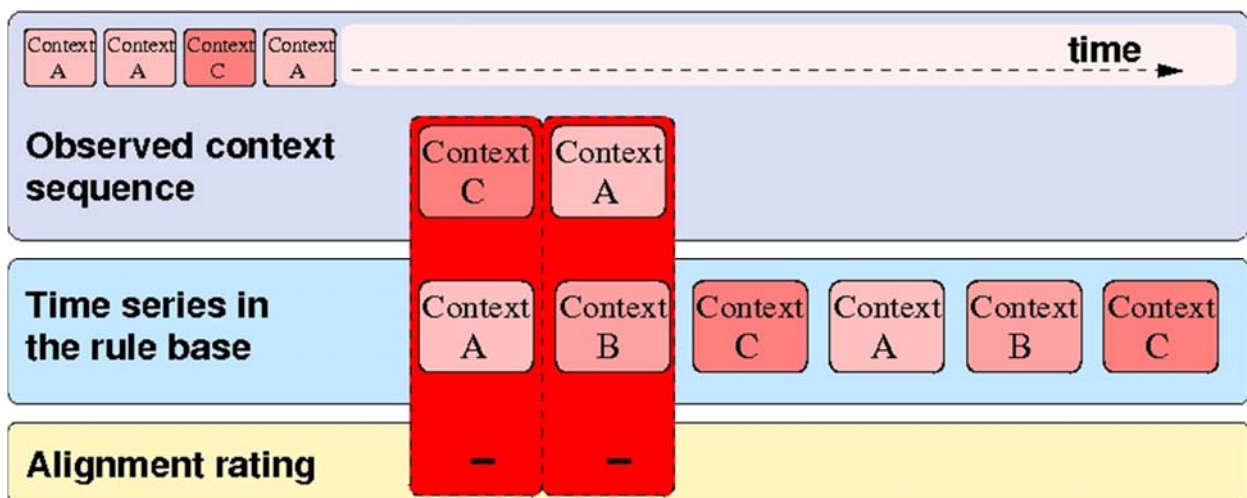 Context Context Context Context
A A C A
time
Observed context
sequence
Context Context
C A
Time series in
the rule base
Context Context Context Context Context Context
A B C A B C
Alignment rating
- -